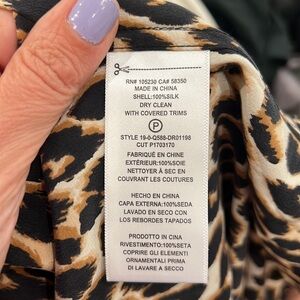 RN# 105230 CA# 58350
MADE IN CHINA
SHELL:100%SILK
DRY CLEAN
WITH COVERED TRIMS
P
STYLE 19-0-Q588-DR01198
CUT P1703170
FABRIQUÉ EN CHINE
EXTÉRIEUR:100%SOIE
NETTOYER À SEC EN
COUVRANT LES COUTURES
HECHO EN CHINA
CAPA EXTERNA:100%SEDA
LAVADO EN SECO CON
LOS REBORDES TAPADOS
PRODOTTO IN CINA
RIVESTIMENTO:100%SETA
COPRIRE GLI ELEMENTI
ORNAMENTALI PRIMA
DI LAVARE A SECCO